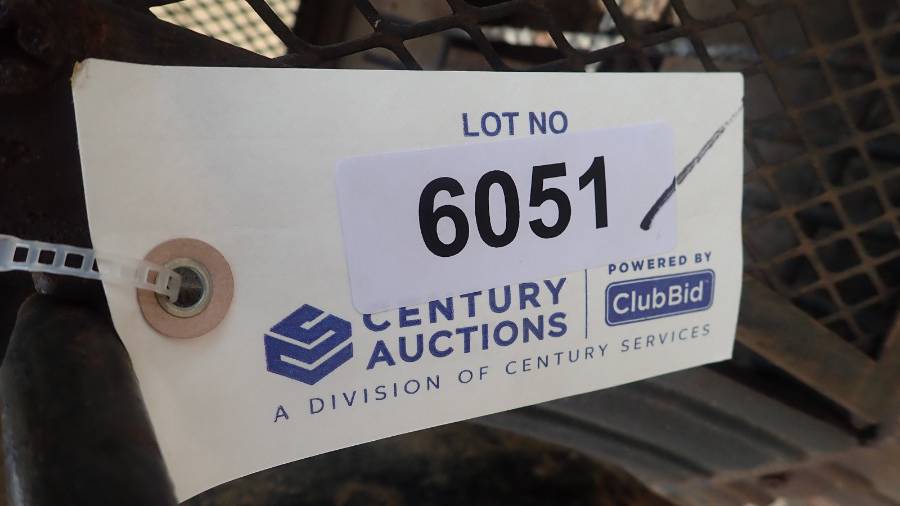 LOT NO
6051
CENTURY
AUCTIONS
POWERED BY
ClubBid
A DIVISION OF CENTURY SERVICES